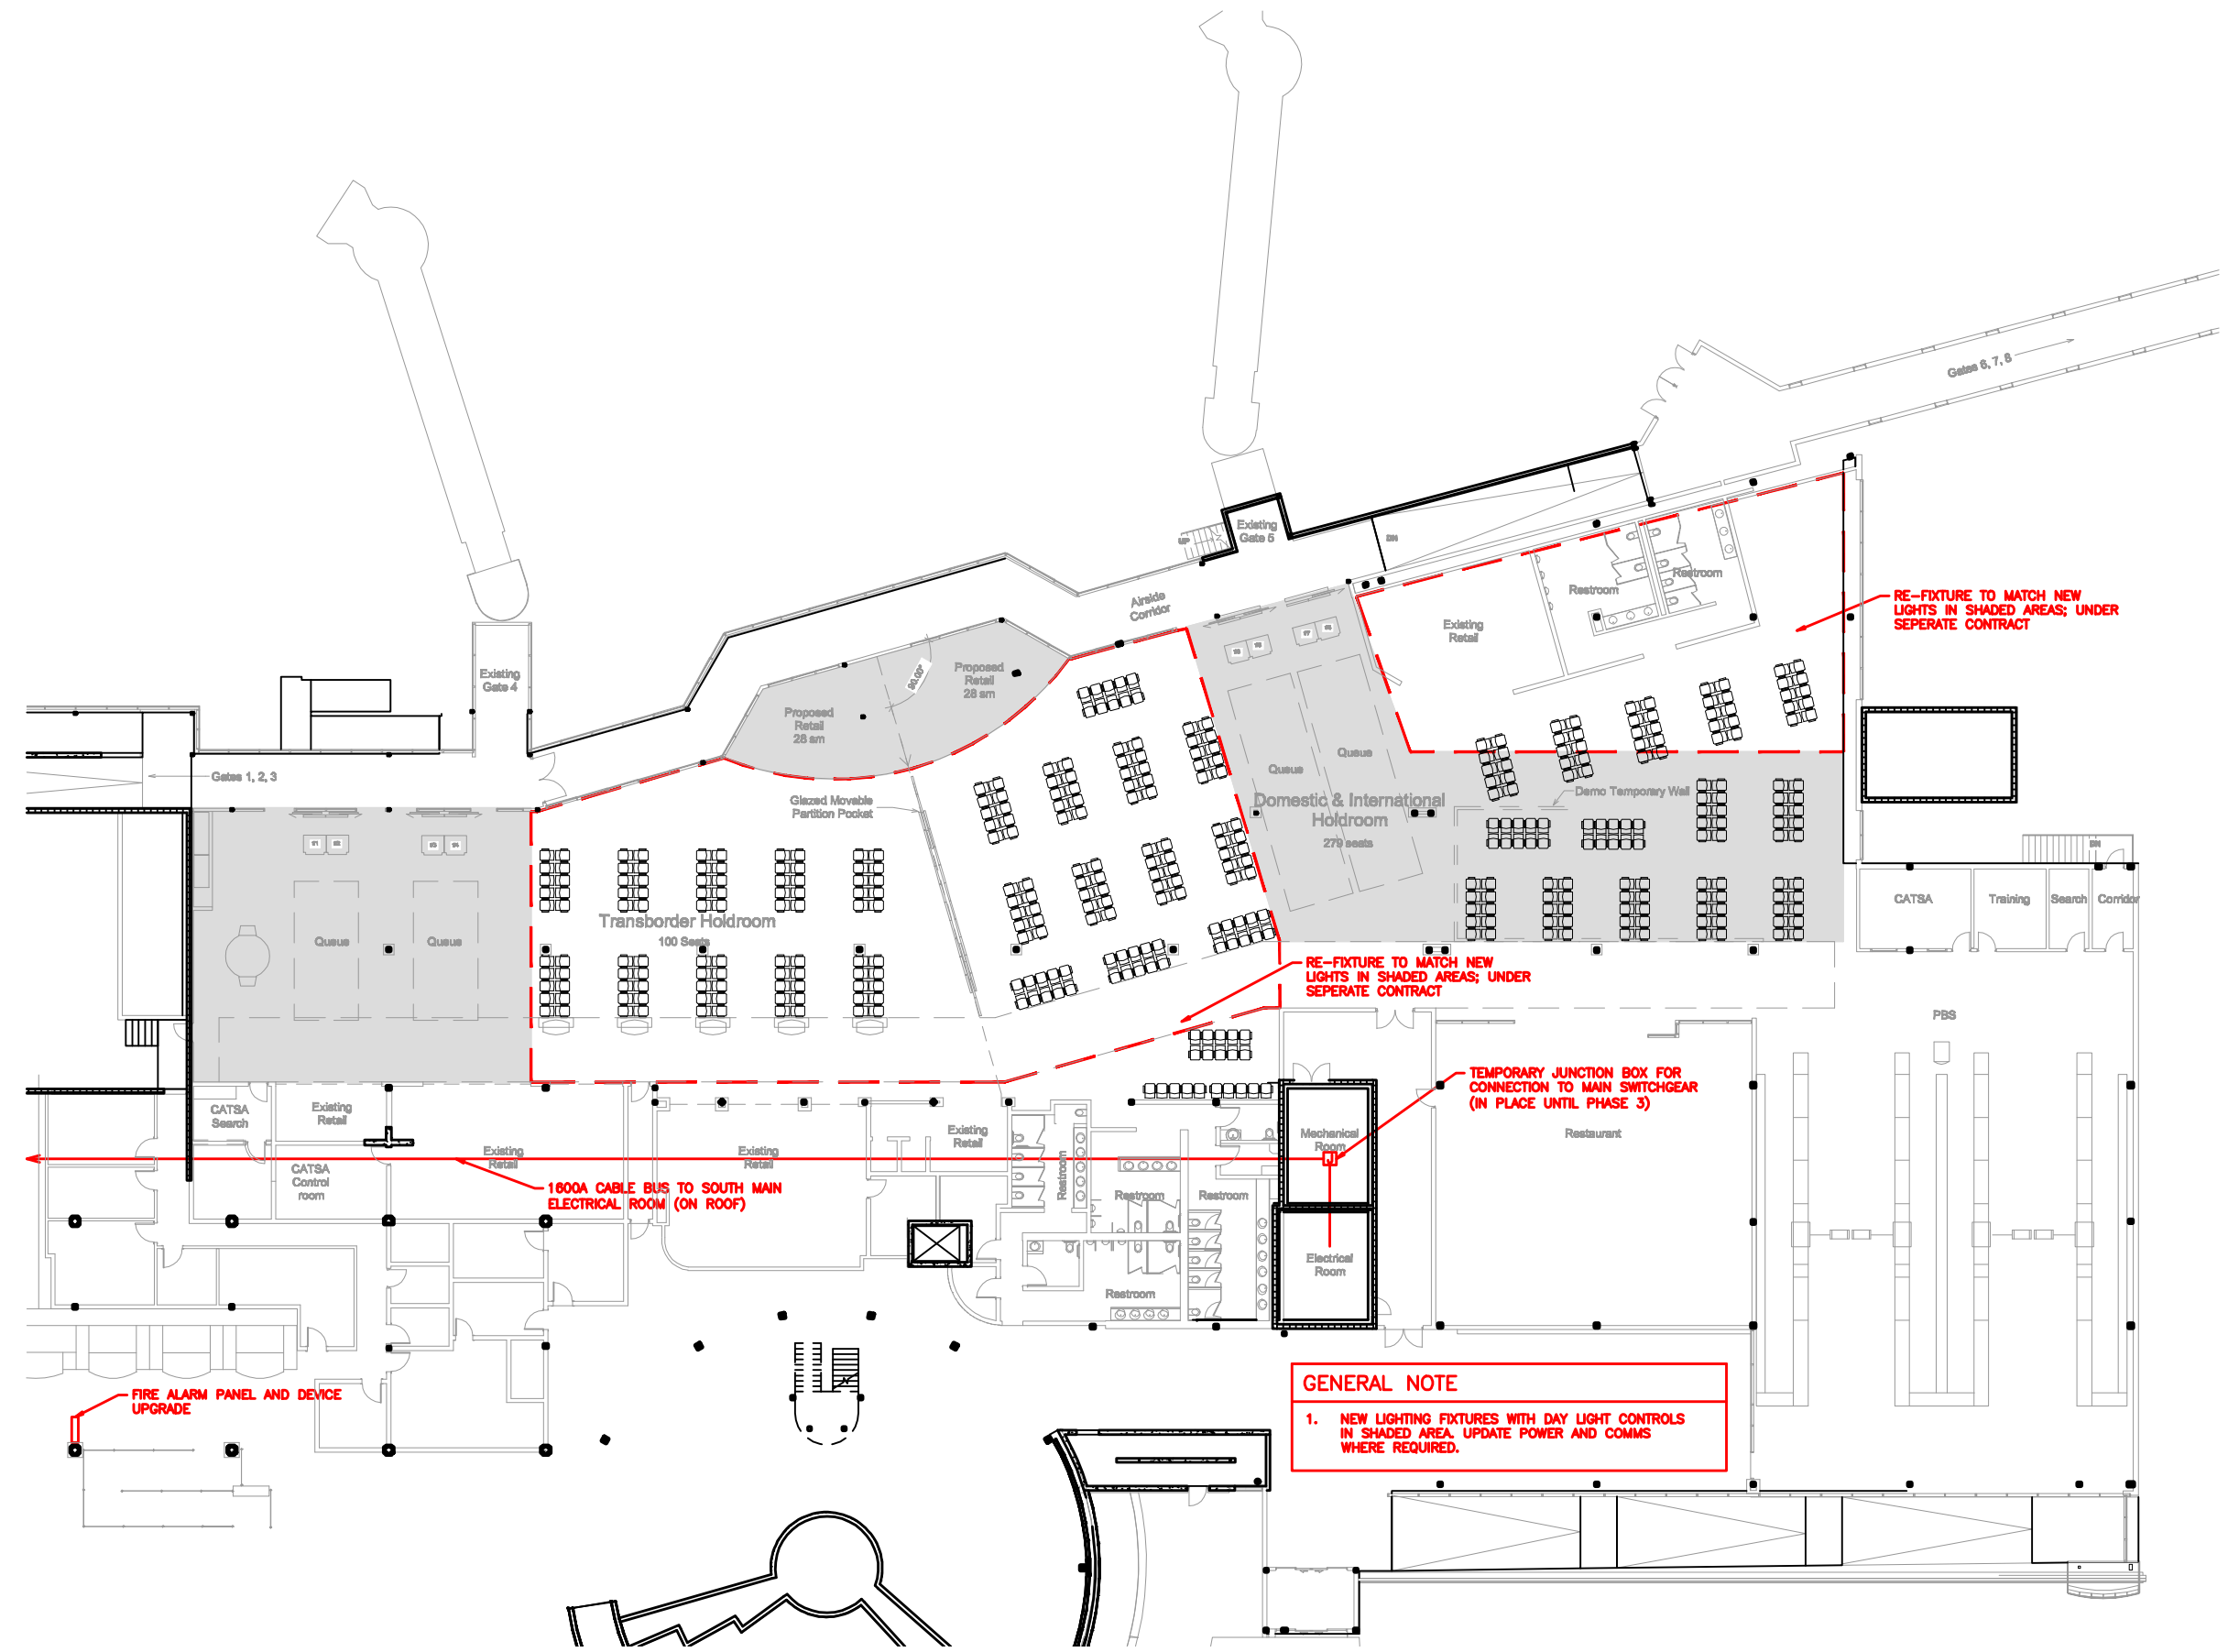 Gates 6, 7, 8
Existing
Gate 5
UP
DN
Airside
Corridor
Restroom
Restroom
Existing
Retail
RE-FIXTURE TO MATCH NEW
LIGHTS IN SHADED AREAS; UNDER
SEPERATE CONTRACT
Existing
Gate 4
Proposed
Retail
28 sm
90.00°
Proposed
Retail
28 sm
Gates 1, 2, 3
Queue
Queue
Glazed Movable
Partition Pocket
Domestic & International
Holdroom
279 seats
Demo Temporary Wall
DN
CATSA
Training
Search
Corridor
Transborder Holdroom
100 Seats
Queue
Queue
RE-FIXTURE TO MATCH NEW
LIGHTS IN SHADED AREAS; UNDER
SEPERATE CONTRACT
PBS
TEMPORARY JUNCTION BOX FOR
CONNECTION TO MAIN SWITCHGEAR
(IN PLACE UNTIL PHASE 3)
CATSA
Search
Existing
Retail
Existing
Retail
Existing
Retail
Existing
Retail
Mechanical
Room
J
Restaurant
CATSA
Control
room
1600A CABLE BUS TO SOUTH MAIN
ELECTRICAL ROOM (ON ROOF)
Restroom
Restroom
Restroom
Electrical
Room
Restroom
FIRE ALARM PANEL AND DEVICE
UPGRADE
GENERAL NOTE
1. NEW LIGHTING FIXTURES WITH DAY LIGHT CONTROLS
IN SHADED AREA. UPDATE POWER AND COMMS
WHERE REQUIRED.